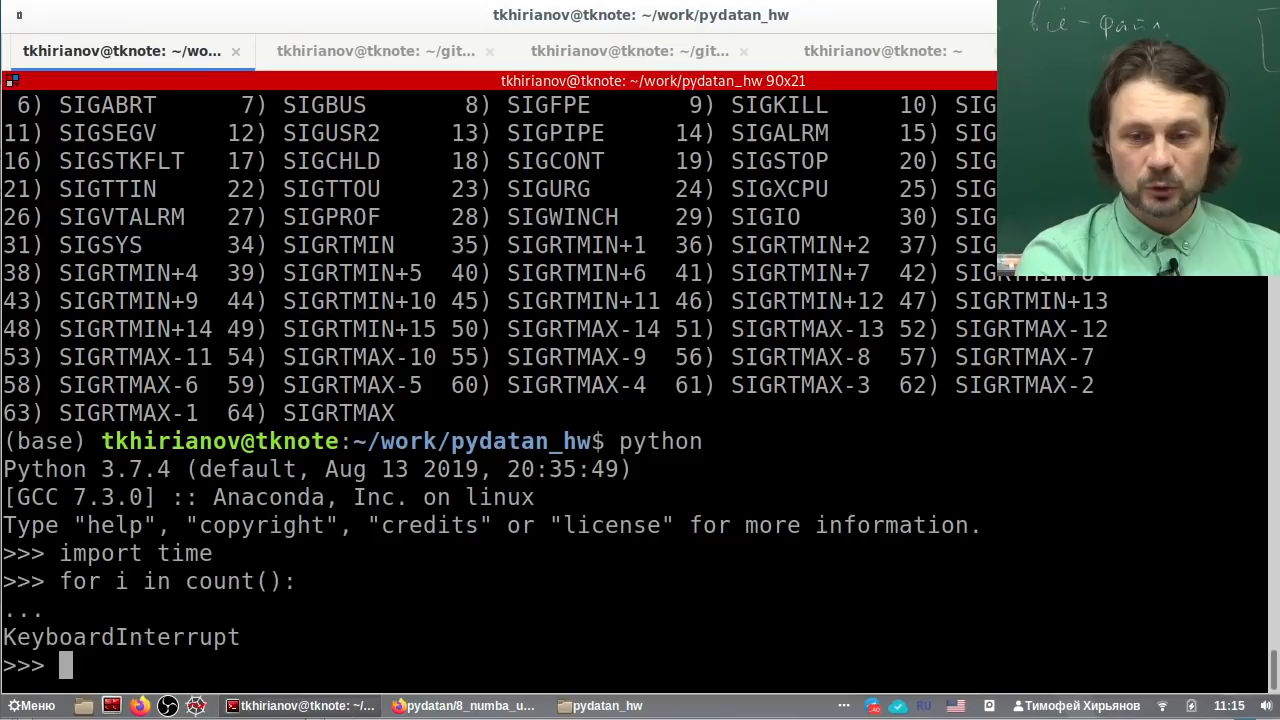 tkhirianov@tknote: ~/work/pydatan_hw
всё - файл
tkhirianov@tknote: ~/wo... × tkhirianov@tknote: ~/git... × tkhirianov@tknote: ~/git... × tkhirianov@tknote: ~
tkhirianov@tknote: ~/work/pydatan_hw 90x21
6) SIGABRT 7) SIGBUS 8) SIGFPE 9) SIGKILL 10) SIG
11) SIGSEGV 12) SIGUSR2 13) SIGPIPE 14) SIGALRM 15) SIG
16) SIGSTKFLT 17) SIGCHLD 18) SIGCONT 19) SIGSTOP 20) SIG
21) SIGTTIN 22) SIGTTOU 23) SIGURG 24) SIGXCPU 25) SIG
26) SIGVTALRM 27) SIGPROF 28) SIGWINCH 29) SIGIO 30) SIG
31) SIGSYS 34) SIGRTMIN 35) SIGRTMIN+1 36) SIGRTMIN+2 37) SIG
38) SIGRTMIN+4 39) SIGRTMIN+5 40) SIGRTMIN+6 41) SIGRTMIN+7 42) SIGRTMIN+8
43) SIGRTMIN+9 44) SIGRTMIN+10 45) SIGRTMIN+11 46) SIGRTMIN+12 47) SIGRTMIN+13
48) SIGRTMIN+14 49) SIGRTMIN+15 50) SIGRTMAX-14 51) SIGRTMAX-13 52) SIGRTMAX-12
53) SIGRTMAX-11 54) SIGRTMAX-10 55) SIGRTMAX-9 56) SIGRTMAX-8 57) SIGRTMAX-7
58) SIGRTMAX-6 59) SIGRTMAX-5 60) SIGRTMAX-4 61) SIGRTMAX-3 62) SIGRTMAX-2
63) SIGRTMAX-1 64) SIGRTMAX
(base) tkhirianov@tknote:~/work/pydatan_hw$ python
Python 3.7.4 (default, Aug 13 2019, 20:35:49)
[GCC 7.3.0] :: Anaconda, Inc. on linux
Type "help", "copyright", "credits" or "license" for more information.
>>> import time
>>> for i in count():
...
KeyboardInterrupt
>>>
Меню tkhirianov@tknote: ~/... pydatan/8_numba_u... pydatan_hw ... RU Тимофей Хирьянов 11:15